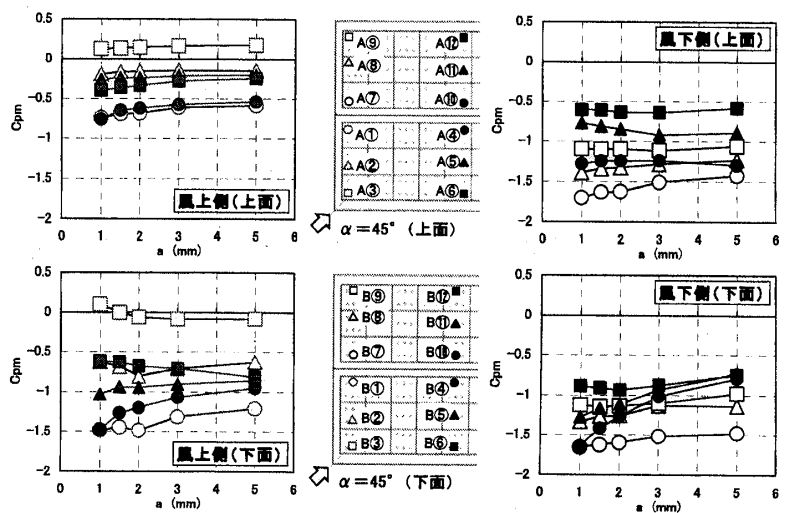 0.5
0
-0.5
-1
-1.5
-2
Cpm
風上側(上面)
0 1 2 3 4 5 6
a (mm)
A⑨ A⑫
A⑧ A⑪
A⑦ A⑩
A① A④
A② A⑤
A③ A⑥
α=45° (上面)
0.5
0
-0.5
-1
-1.5
-2
Cpm
風下側(上面)
0 1 2 3 4 5 6
a (mm)
0.5
0
-0.5
-1
-1.5
-2
Cpm
風上側(下面)
0 1 2 3 4 5 6
a (mm)
B⑨ B⑫
B⑧ B⑪
B⑦ B⑩
B① B④
B② B⑤
B③ B⑥
α=45° (下面)
0.5
0
-0.5
-1
-1.5
-2
Cpm
風下側(下面)
0 1 2 3 4 5 6
a (mm)